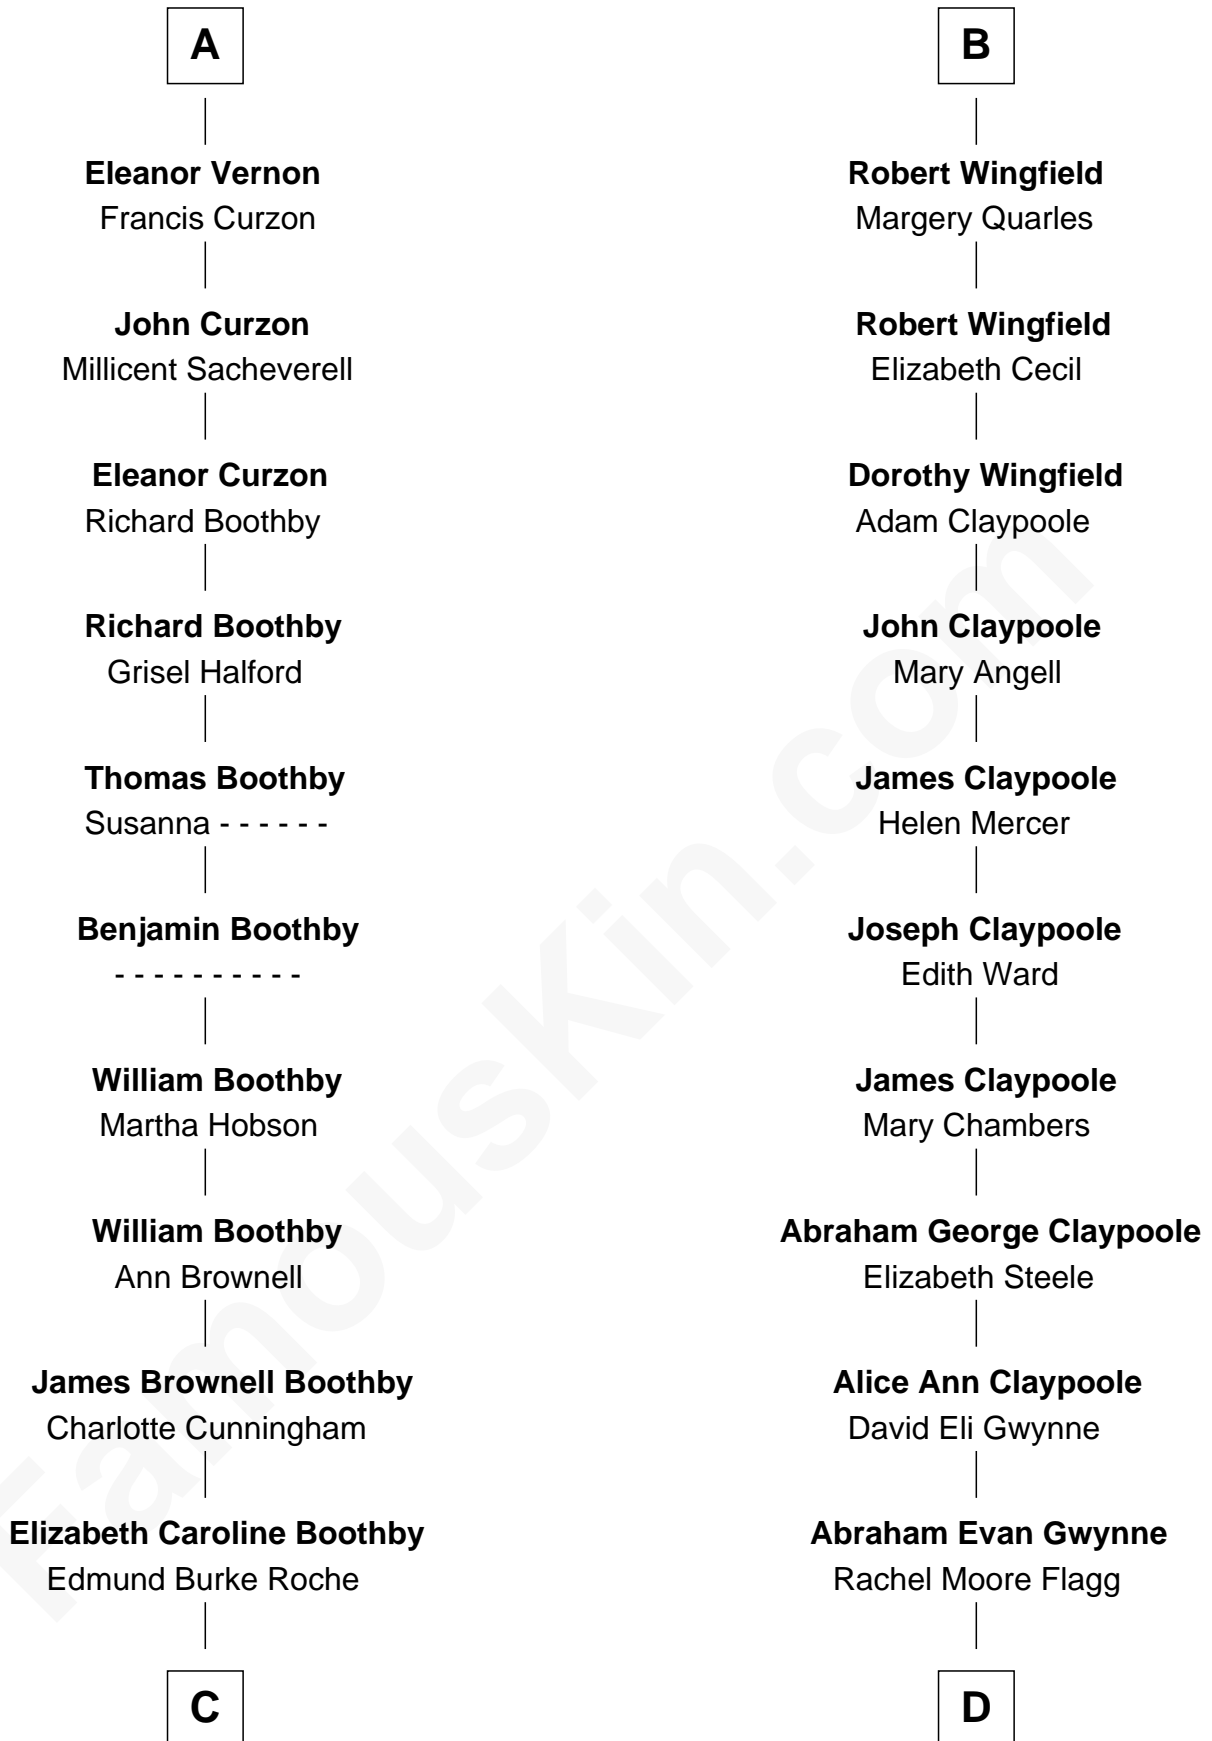 A
Eleanor Vernon
Francis Curzon
John Curzon
Millicent Sacheverell
Eleanor Curzon
Richard Boothby
Richard Boothby
Grisel Halford
Thomas Boothby
Susanna - - - - - -
Benjamin Boothby
- - - - - - - - - -
William Boothby
Martha Hobson
William Boothby
Ann Brownell
James Brownell Boothby
Charlotte Cunningham
Elizabeth Caroline Boothby
Edmund Burke Roche
C
B
Robert Wingfield
Margery Quarles
Robert Wingfield
Elizabeth Cecil
Dorothy Wingfield
Adam Claypoole
John Claypoole
Mary Angell
James Claypoole
Helen Mercer
Joseph Claypoole
Edith Ward
James Claypoole
Mary Chambers
Abraham George Claypoole
Elizabeth Steele
Alice Ann Claypoole
David Eli Gwynne
Abraham Evan Gwynne
Rachel Moore Flagg
D
FamousKin.com